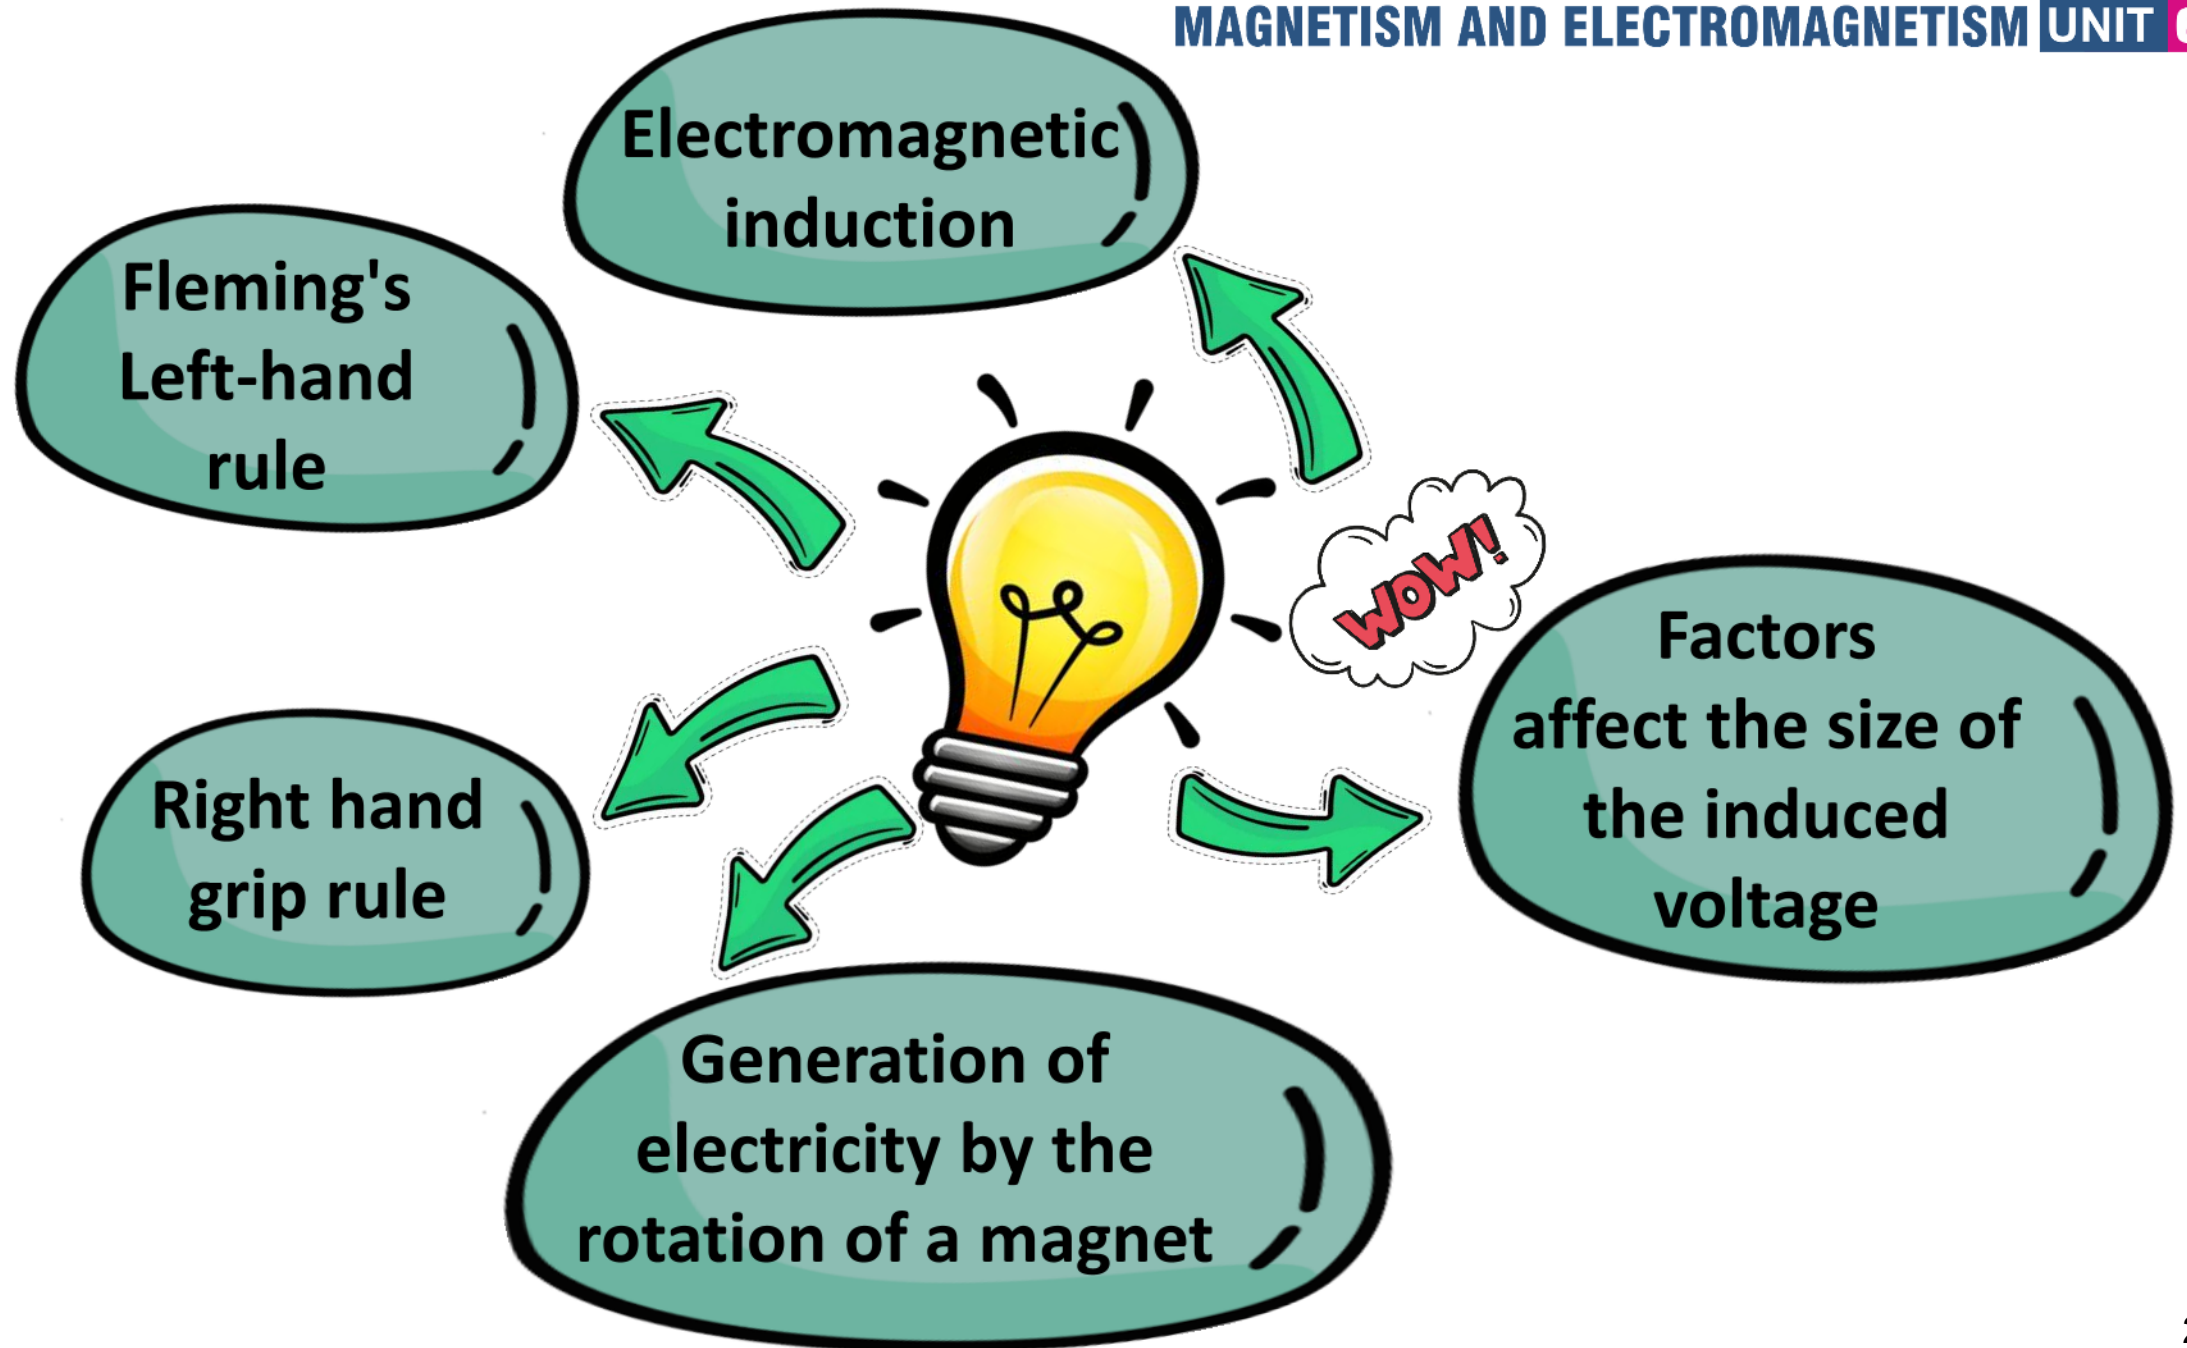 MAGNETISM AND ELECTROMAGNETISM UNIT
Electromagnetic
induction
Fleming's
Left-hand
rule
WOW!
Factors
affect the size of
the induced
voltage
Right hand
grip rule
Generation of
electricity by the
rotation of a magnet